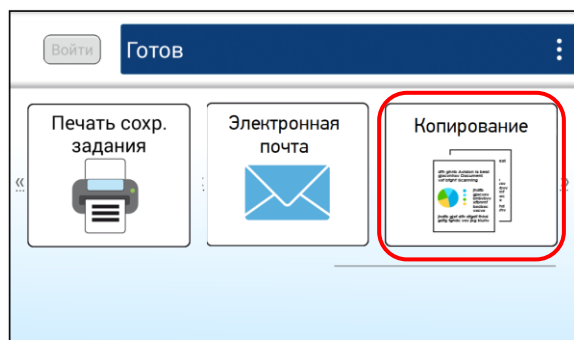 Войти
Готов
Печать сохр.
задания
Электронная
почта
Копирование